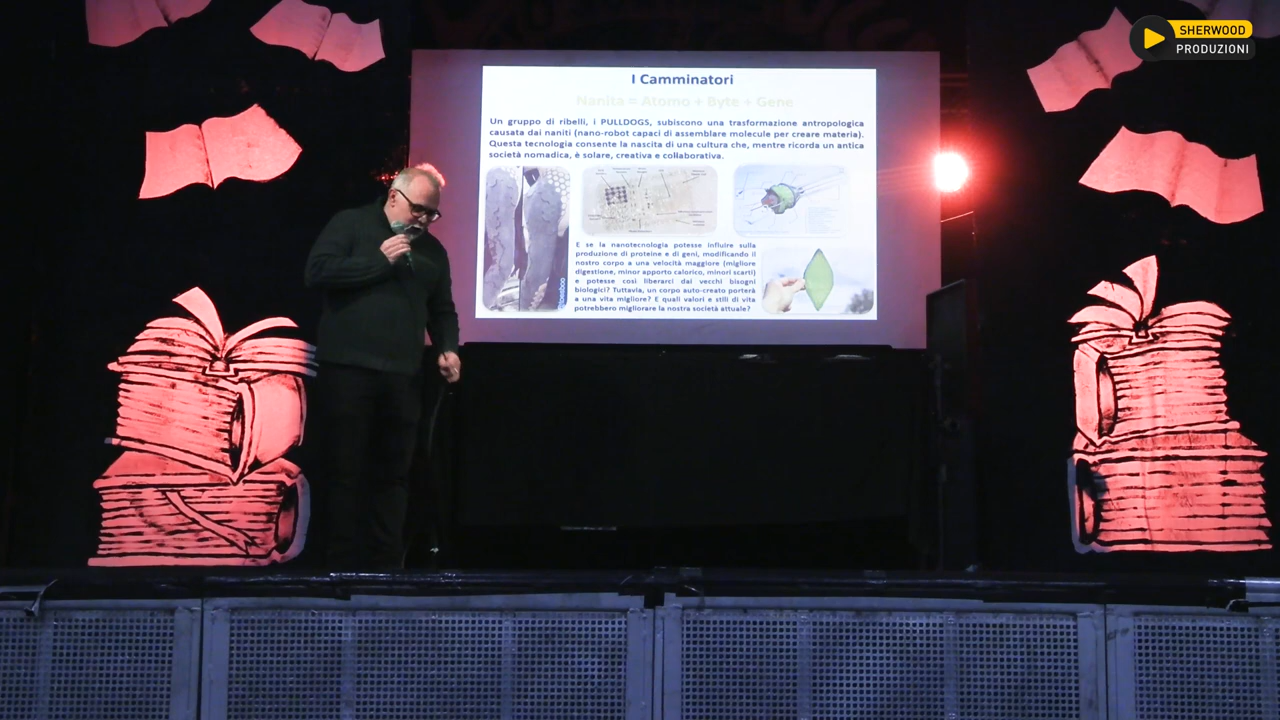 SHERWOOD
PRODUZIONI
I Camminatori
Nanita = Atomo + Byte + Gene
Un gruppo di ribelli, i PULLDOGS, subiscono una trasformazione antropologica
causata dai naniti (nano-robot capaci di assemblare molecule per creare materia).
Questa tecnologia consente la nascita di una cultura che, mentre ricorda un antica
società nomadica, è solare, creativa e collaborativa.
E se la nanotecnologia potesse influire sulla
produzione di proteine e di geni, modificando il
nostro corpo a una velocità maggiore (migliore
digestione, minor apporto calorico, minori scarti)
e potesse così liberarci dai vecchi bisogni
biologici? Tuttavia, un corpo auto-creato porterà
a una vita migliore? E quali valori e stili di vita
potrebbero migliorare la nostra società attuale?